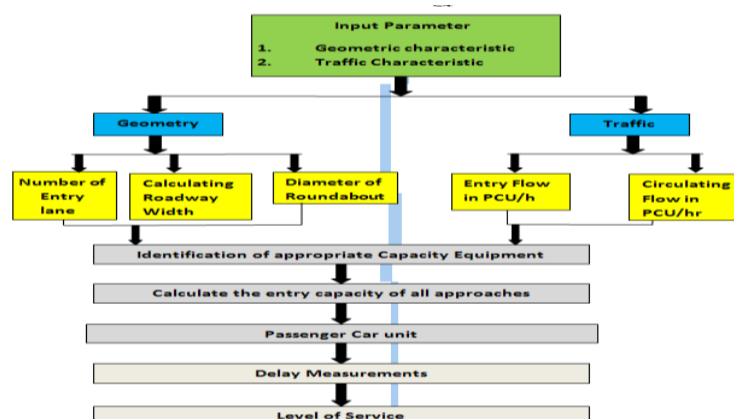 Input Parameter
1. Geometric characteristic
2. Traffic Characteristic
Geometry
Traffic
Number of
Entry
lane
Calculating
Roadway
Width
Diameter of
Roundabout
Entry Flow
in PCU/h
Circulating
Flow in
PCU/hr
Identification of appropriate Capacity Equipment
Calculate the entry capacity of all approaches
Passenger Car unit
Delay Measurements
Level of Service